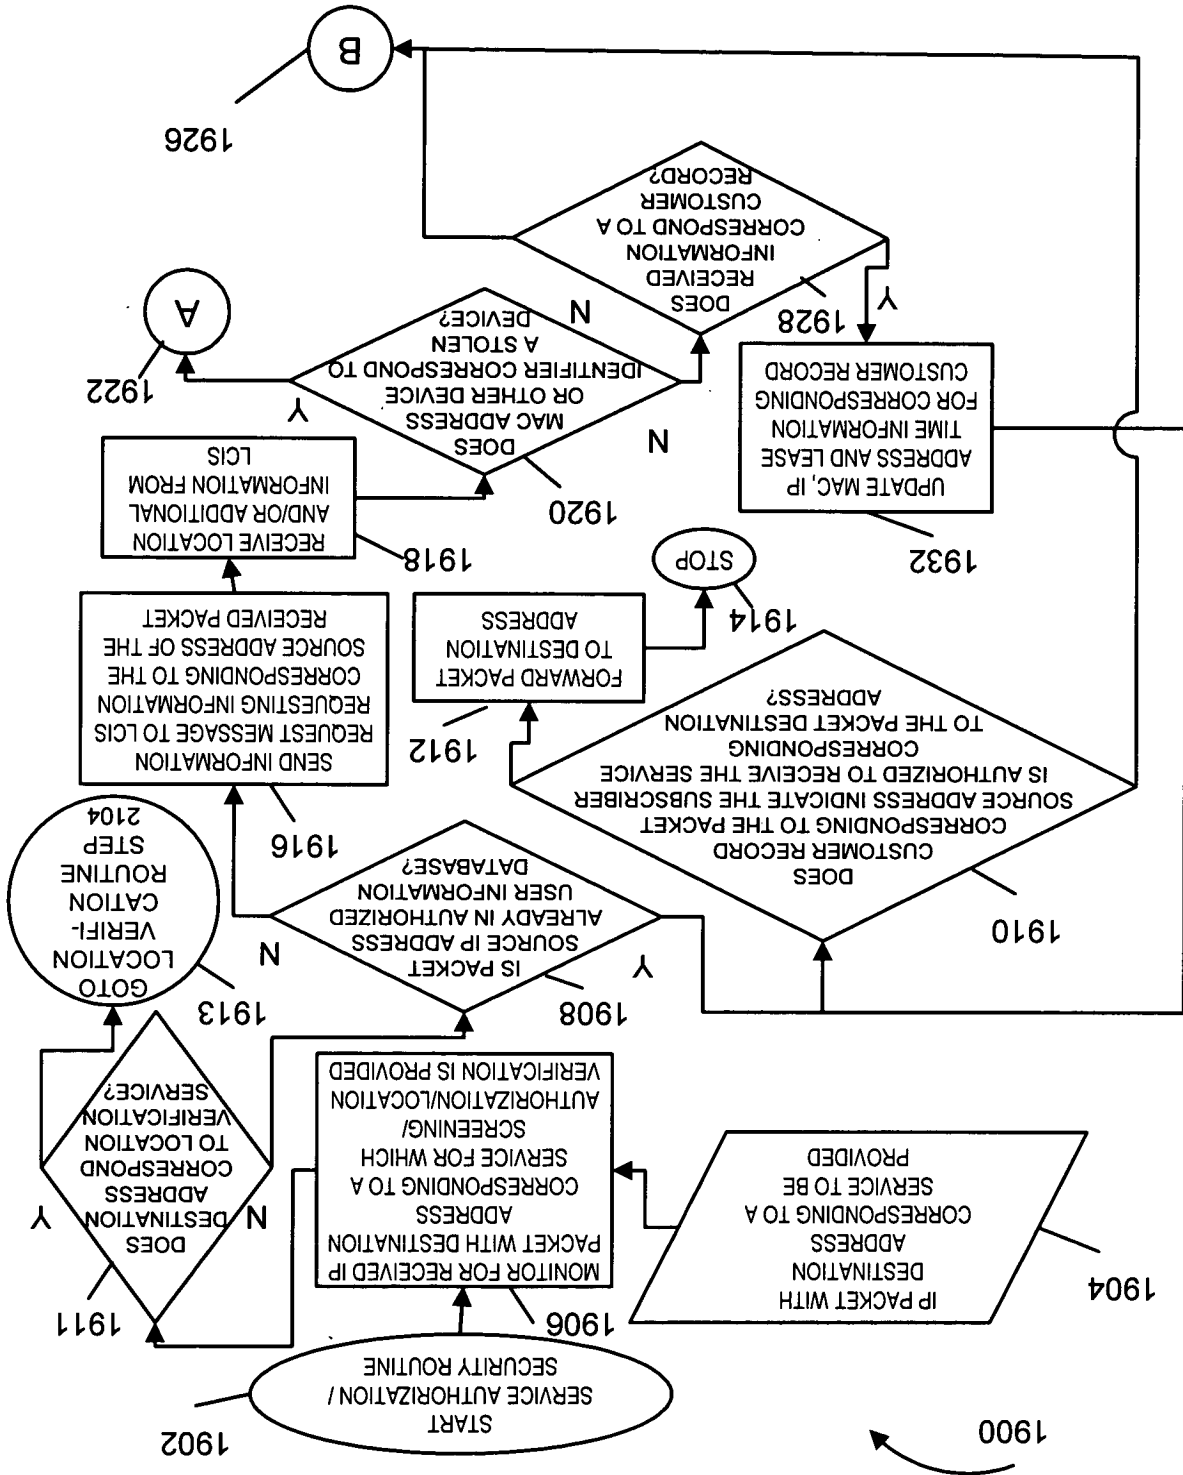 1900
1902
START
SERVICE AUTHORIZATION /
SECURITY ROUTINE
1904
IP PACKET WITH
DESTINATION
ADDRESS
CORRESPONDING TO A
SERVICE TO BE
PROVIDED
1906
MONITOR FOR RECEIVED IP
PACKET WITH DESTINATION
ADDRESS
CORRESPONDING TO A
SERVICE FOR WHICH
SCREENING/
AUTHORIZATION/LOCATION
VERIFICATION IS PROVIDED
1911
DOES
DESTINATION
ADDRESS
CORRESPOND
TO LOCATION
VERIFICATION
SERVICE?
N
Y
1913
GOTO
LOCATION
VERIFI-
CATION
ROUTINE
STEP
2104
1908
IS PACKET
SOURCE IP ADDRESS
ALREADY IN AUTHORIZED
USER INFORMATION
DATABASE?
Y
N
1910
DOES
CUSTOMER RECORD
CORRESPONDING TO THE PACKET
SOURCE ADDRESS INDICATE THE SUBSCRIBER
IS AUTHORIZED TO RECEIVE THE SERVICE
CORRESPONDING
TO THE PACKET DESTINATION
ADDRESS?
1916
SEND INFORMATION
REQUEST MESSAGE TO LCIS
REQUESTING INFORMATION
CORRESPONDING TO THE
SOURCE ADDRESS OF THE
RECEIVED PACKET
1912
FORWARD PACKET
TO DESTINATION
ADDRESS
1914
STOP
1918
RECEIVE LOCATION
AND/OR ADDITIONAL
INFORMATION FROM
LCIS
1920
DOES
MAC ADDRESS
OR OTHER DEVICE
IDENTIFIER CORRESPOND TO
A STOLEN
DEVICE?
N
Y
1922
A
1932
UPDATE MAC, IP
ADDRESS AND LEASE
TIME INFORMATION
FOR CORRESPONDING
CUSTOMER RECORD
1928
DOES
RECEIVED
INFORMATION
CORRESPOND TO A
CUSTOMER
RECORD?
Y
N
1926
B